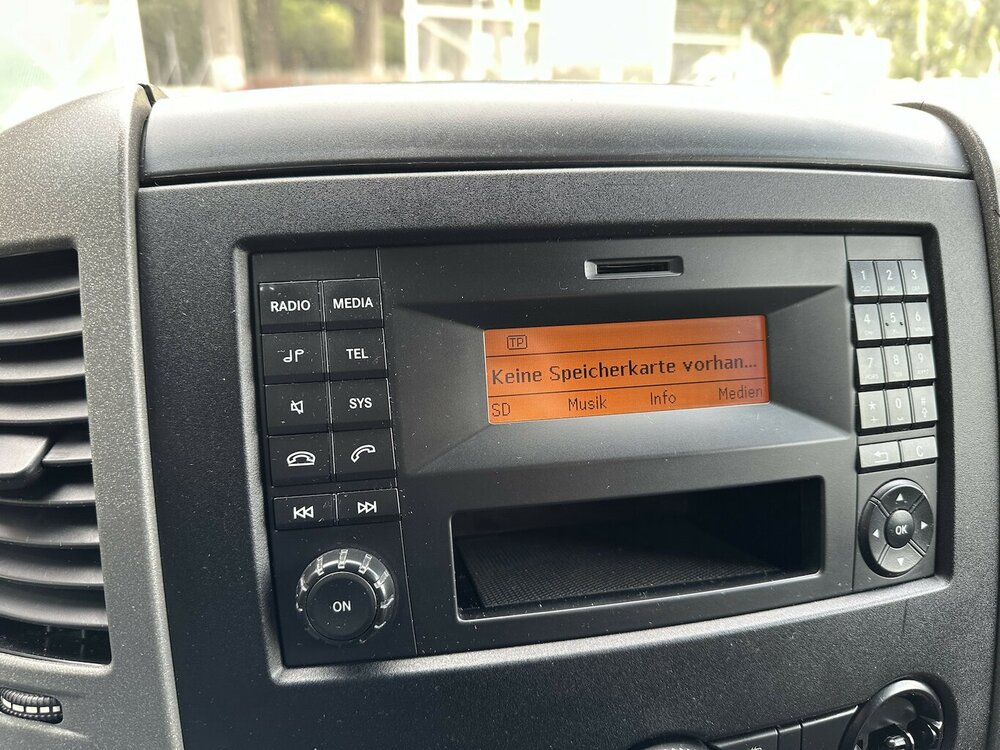 RADIO MEDIA
TEL
SYS
ON
TP
Keine Speicherkarte vorhan...
SD Musik Info Medien
1 2 3
4 5 6
7 8 9
* 0 #
C
OK